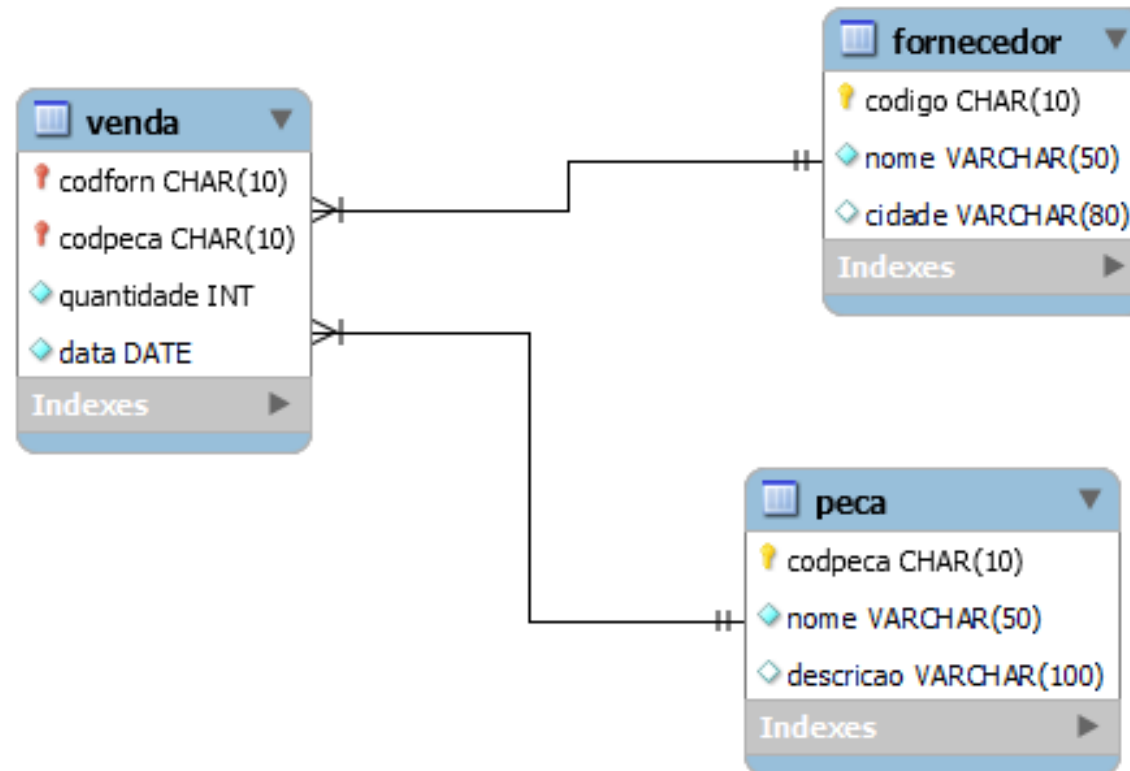 venda
codforn CHAR(10)
codpeca CHAR(10)
quantidade INT
data DATE
Indexes
fornecedor
codigo CHAR(10)
nome VARCHAR(50)
cidade VARCHAR(80)
Indexes
peca
codpeca CHAR(10)
nome VARCHAR(50)
descricao VARCHAR(100)
Indexes